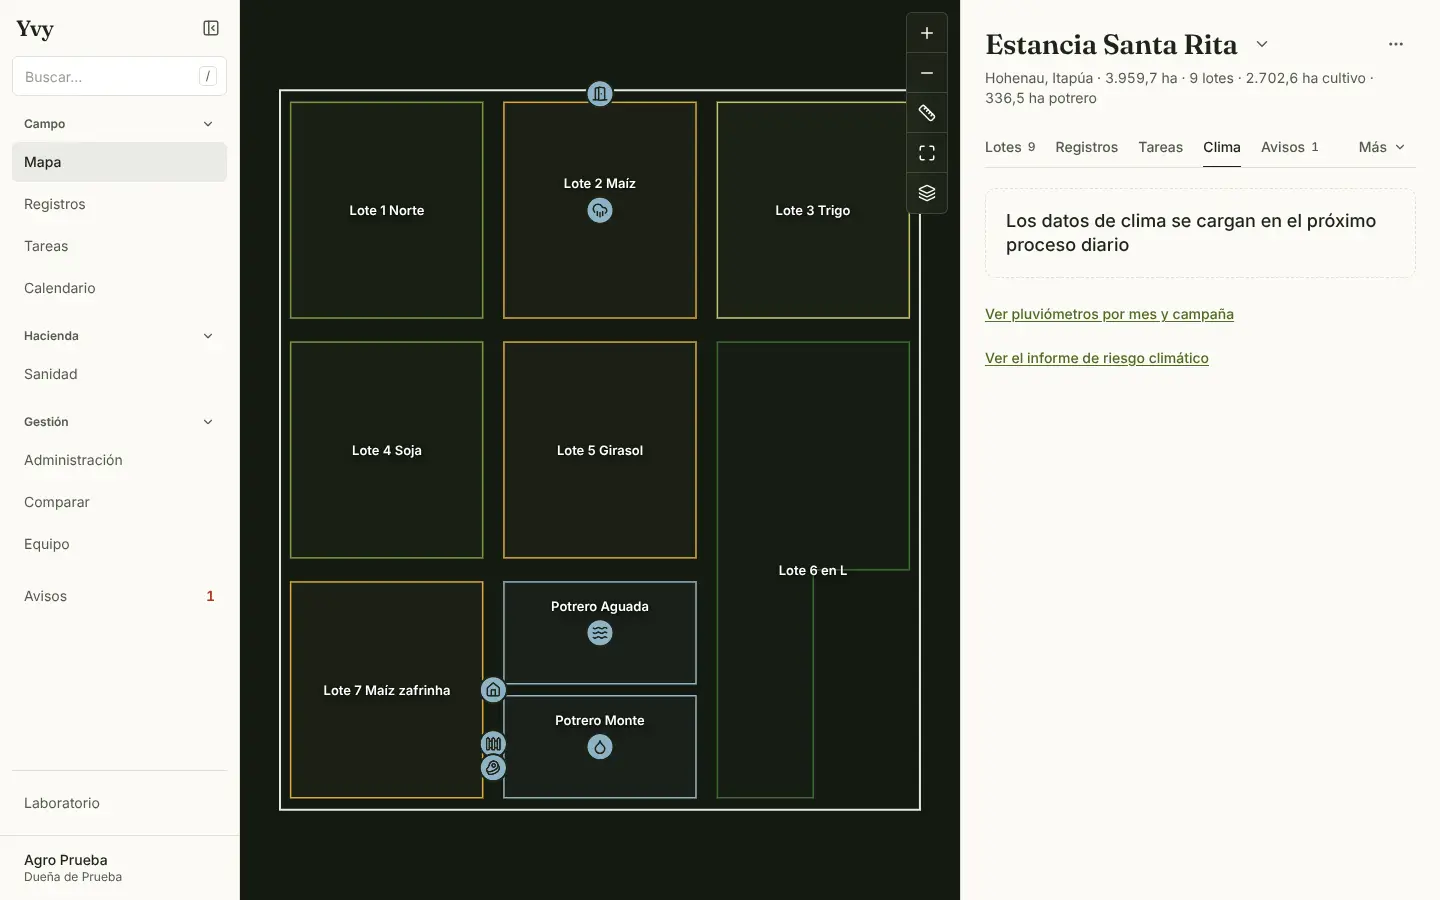 Yvy
Buscar...
/
Campo
Mapa
Registros
Tareas
Calendario
Hacienda
Sanidad
Gestión
Administración
Comparar
Equipo
Avisos 1
Laboratorio
Agro Prueba
Dueña de Prueba
Lote 1 Norte
Lote 2 Maíz
Lote 3 Trigo
Lote 4 Soja
Lote 5 Girasol
Lote 6 en L
Lote 7 Maíz zafrinha
Potrero Aguada
Potrero Monte
Estancia Santa Rita
Hohenau, Itapúa · 3.959,7 ha · 9 lotes · 2.702,6 ha cultivo ·
336,5 ha potrero
Lotes 9 Registros Tareas Clima Avisos 1 Más
Los datos de clima se cargan en el próximo
proceso diario
Ver pluviómetros por mes y campaña
Ver el informe de riesgo climático